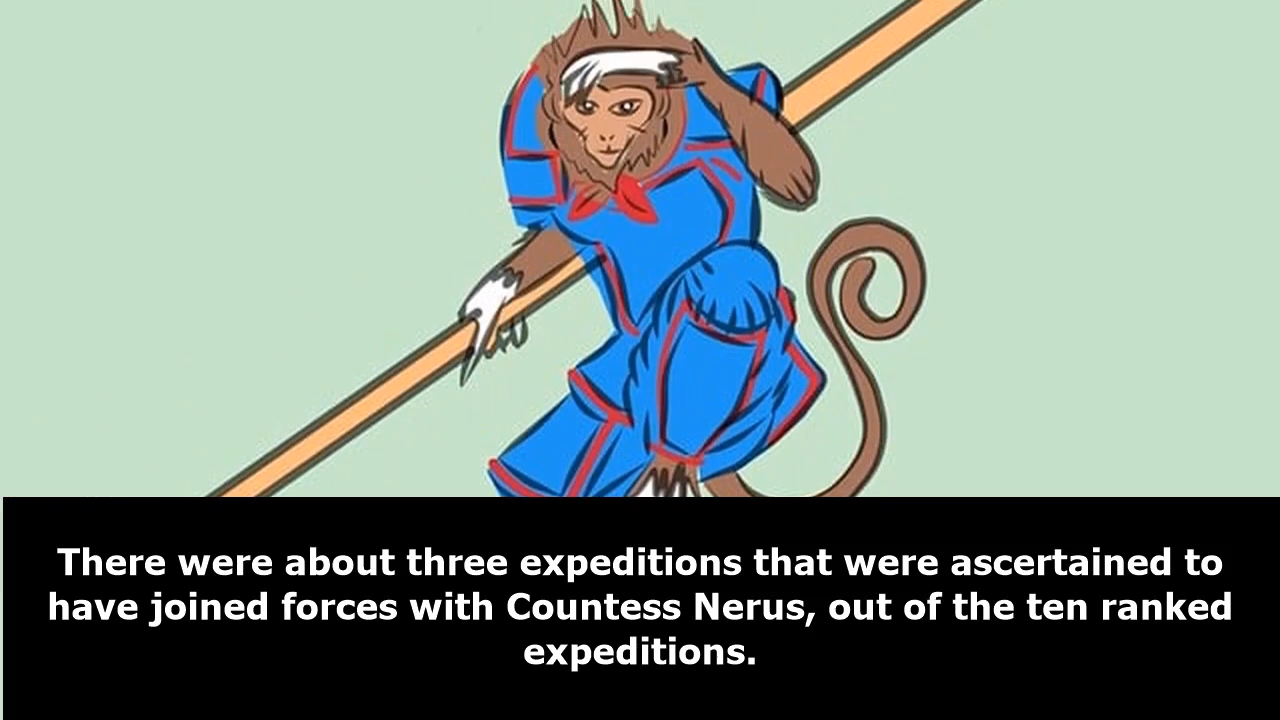 There were about three expeditions that were ascertained to
have joined forces with Countess Nerus, out of the ten ranked
expeditions.